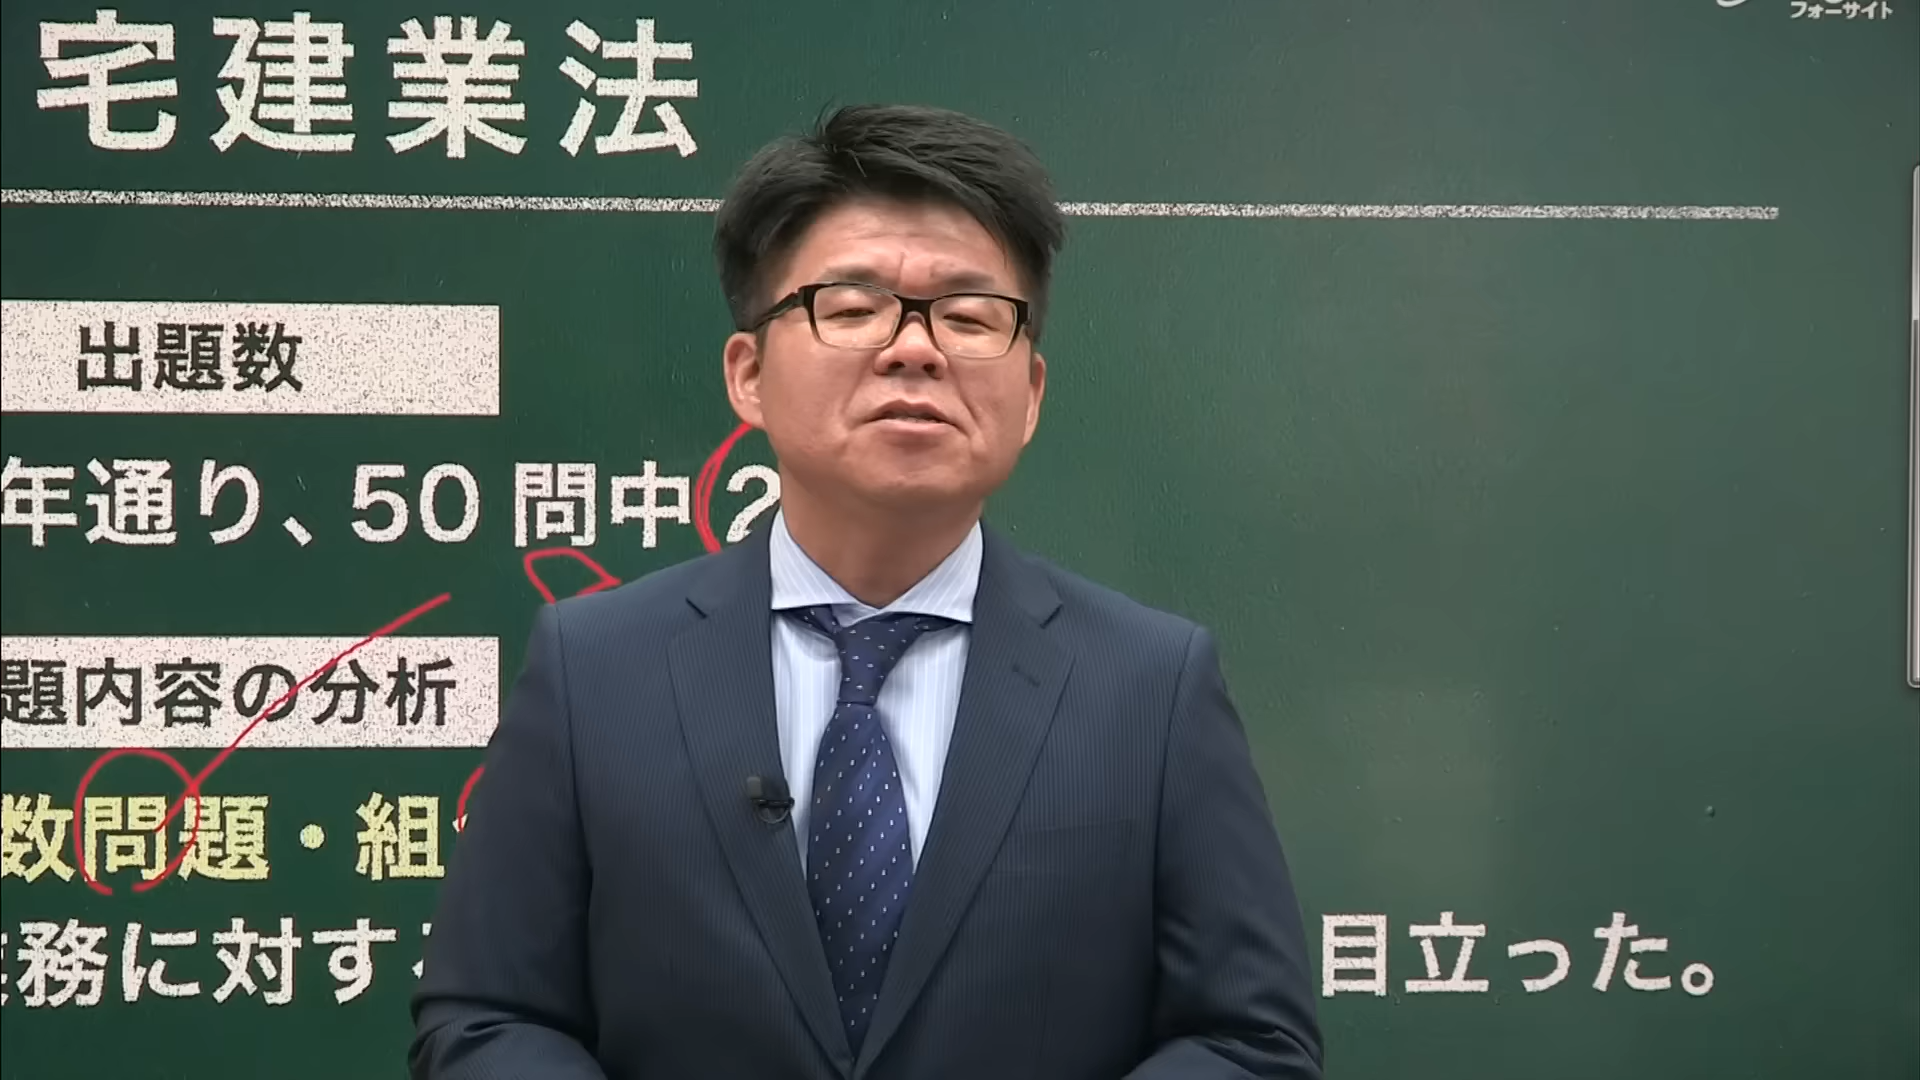 フォーサイト
宅建業法
出題数
年通り、50問中2
題内容の分析
数問題・組
務に対す
目立った。